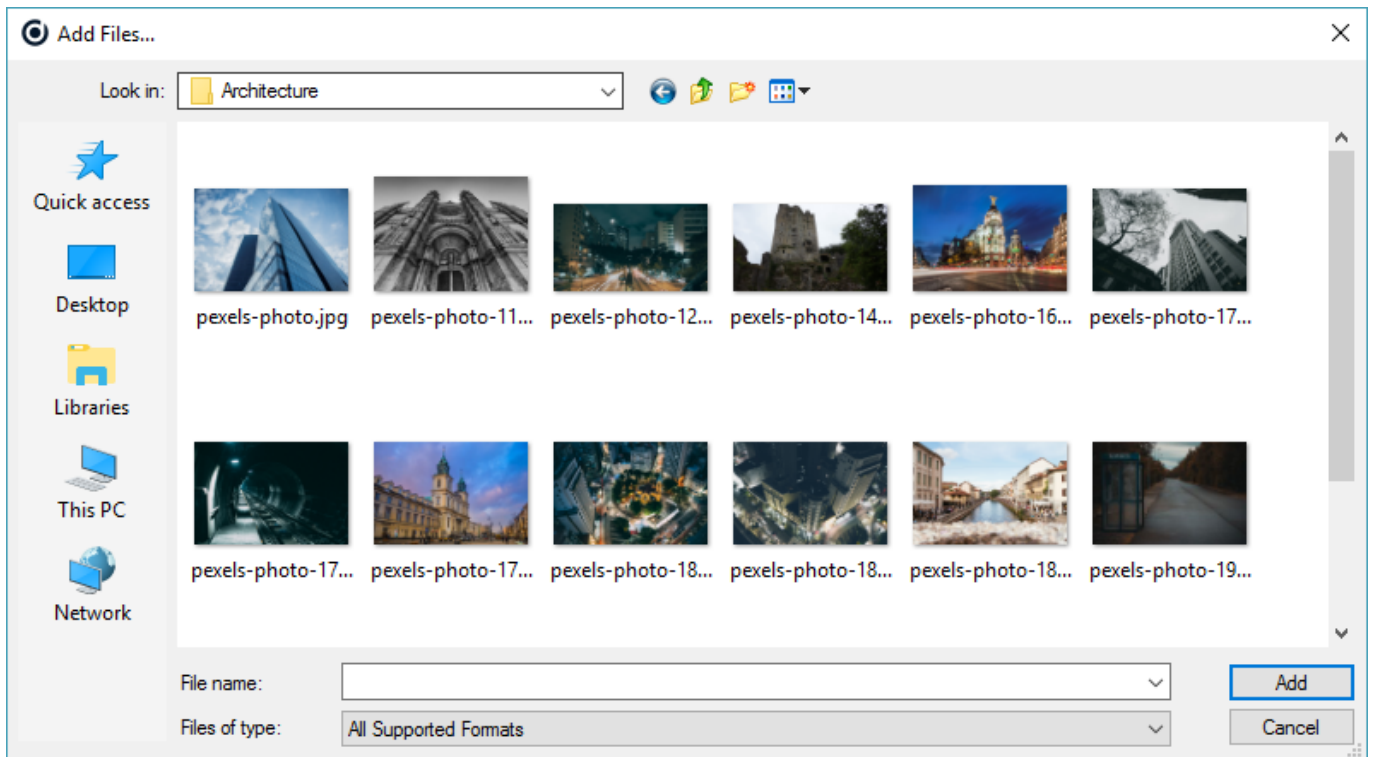 Add Files...
Look in: Architecture
Quick access
Desktop
Libraries
This PC
Network
pexels-photo.jpg pexels-photo-11... pexels-photo-12... pexels-photo-14... pexels-photo-16... pexels-photo-17...
pexels-photo-17... pexels-photo-17... pexels-photo-18... pexels-photo-18... pexels-photo-18... pexels-photo-19...
File name: Add
Files of type: All Supported Formats Cancel